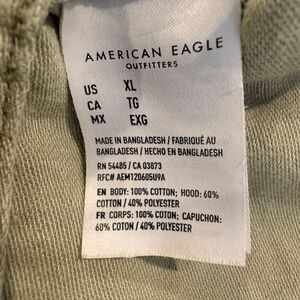 AMERICAN EAGLE
OUTFITTERS
US XL
CA TG
MX EXG
MADE IN BANGLADESH / FABRIQUÉ AU
BANGLADESH / HECHO EN BANGLADESH
RN 54485 / CA 03873
RFC# AEM120605U9A
EN BODY: 100% COTTON; HOOD: 60%
COTTON / 40% POLYESTER
FR CORPS: 100% COTON; CAPUCHON:
60% COTON / 40% POLYESTER